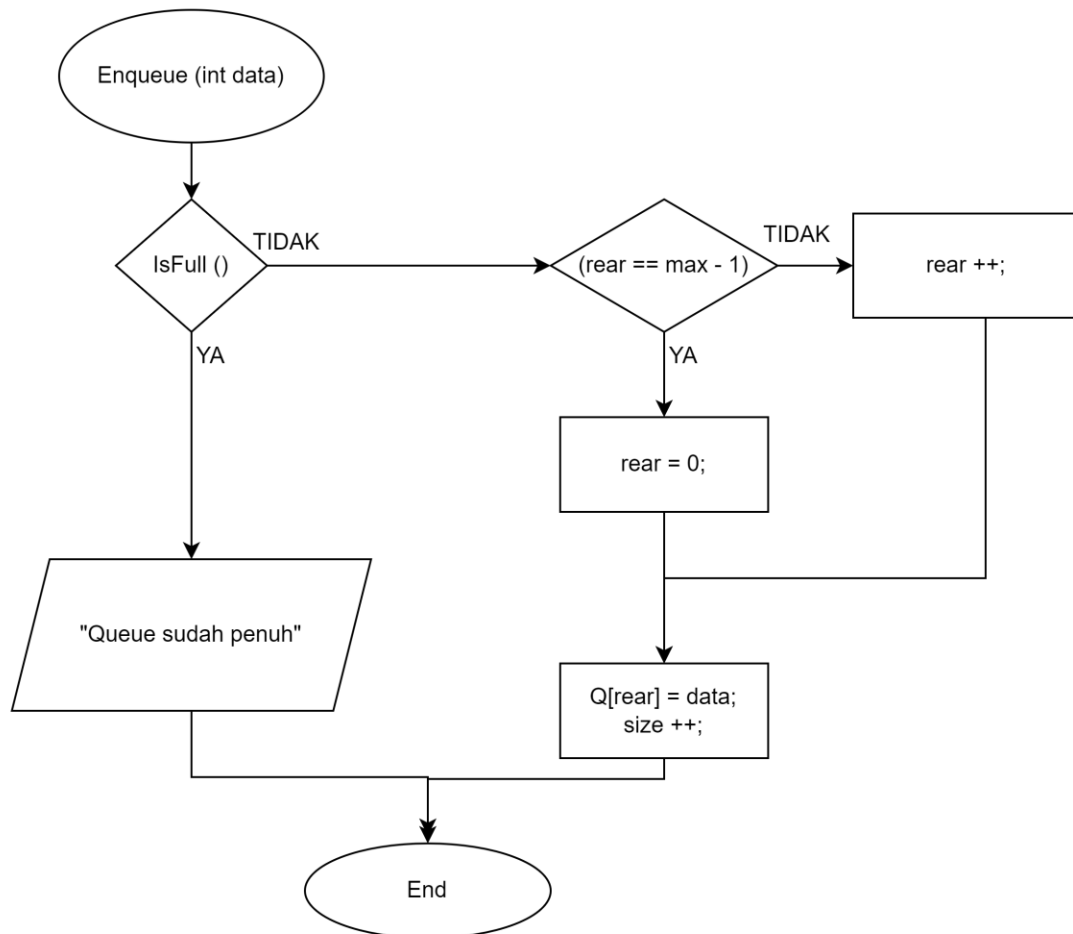 Enqueue (int data)
IsFull ()
TIDAK
(rear == max - 1)
TIDAK
rear ++;
YA
YA
rear = 0;
"Queue sudah penuh"
Q[rear] = data;
size ++;
End